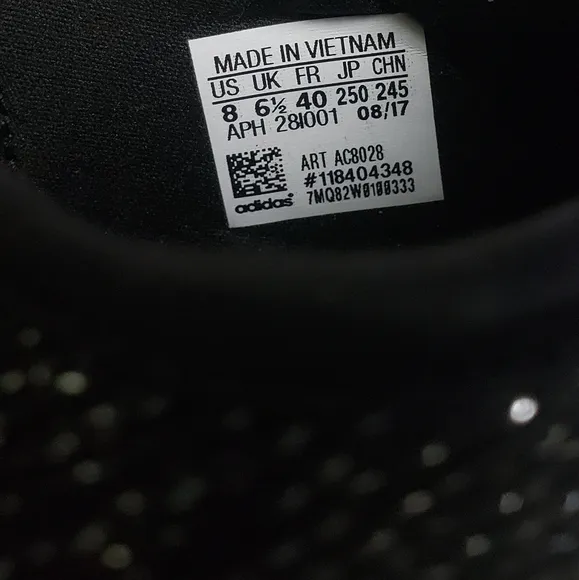 MADE IN VIETNAM
US UK FR JP CHN
8 6½ 40 250 245
APH 28I001 08/17
ART AC8028
#118404348
7MQ82W0100333
adidas